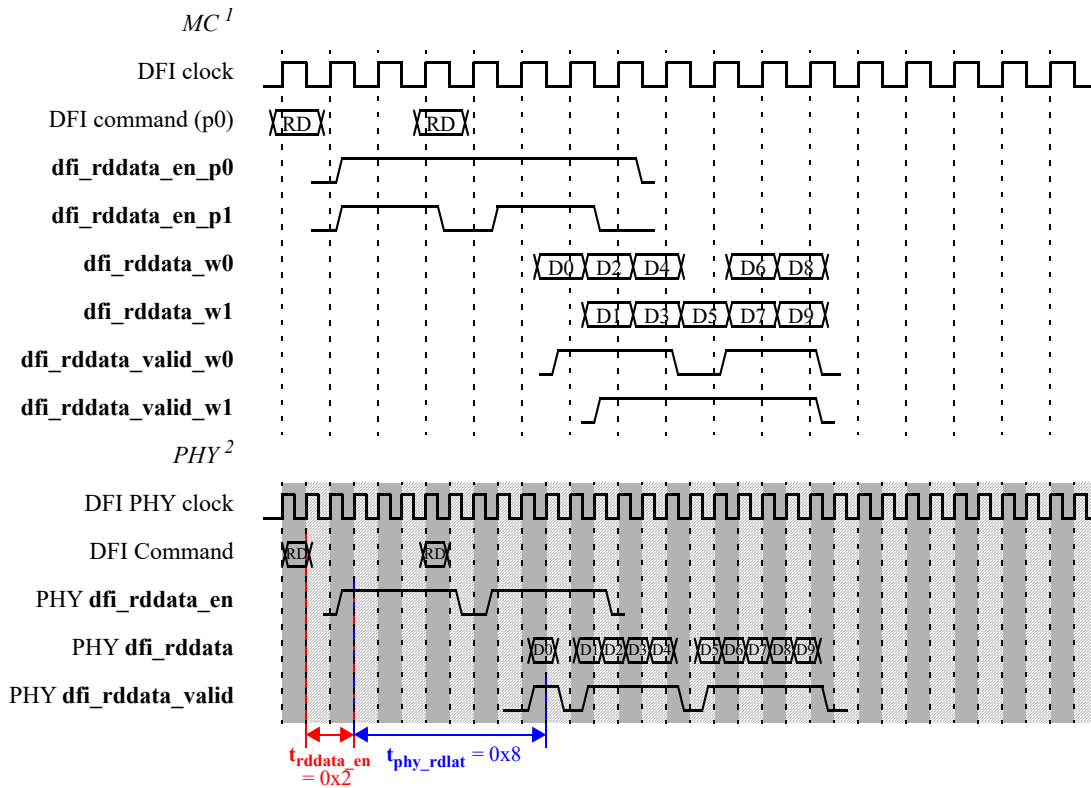 MC 1
DFI clock
DFI command (p0) RD RD
dfi_rddata_en_p0
dfi_rddata_en_p1
dfi_rddata_w0 D0 D2 D4 D6 D8
dfi_rddata_w1 D1 D3 D5 D7 D9
dfi_rddata_valid_w0
dfi_rddata_valid_w1
PHY 2
DFI PHY clock
DFI Command RD RD
PHY dfi_rddata_en
PHY dfi_rddata D0 D1 D2 D3 D4 D5 D6 D7 D8 D9
PHY dfi_rddata_valid
trddata_en = 0x2
tphy_rdlat = 0x8